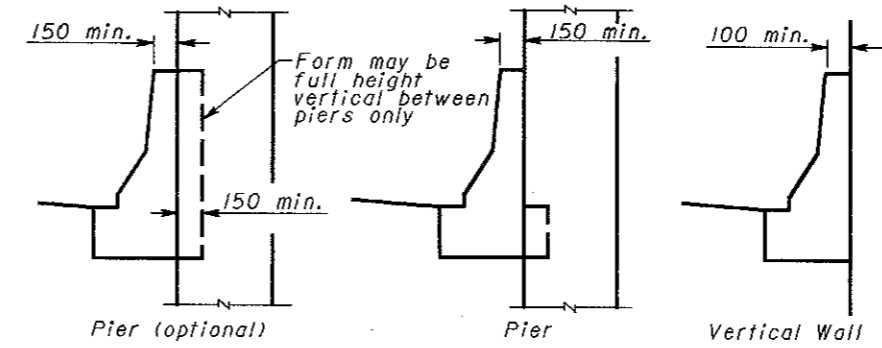 150 min.
Form may be
full height
vertical between
piers only
150 min.
Pier (optional)
150 min.
Pier
100 min.
Vertical Wall